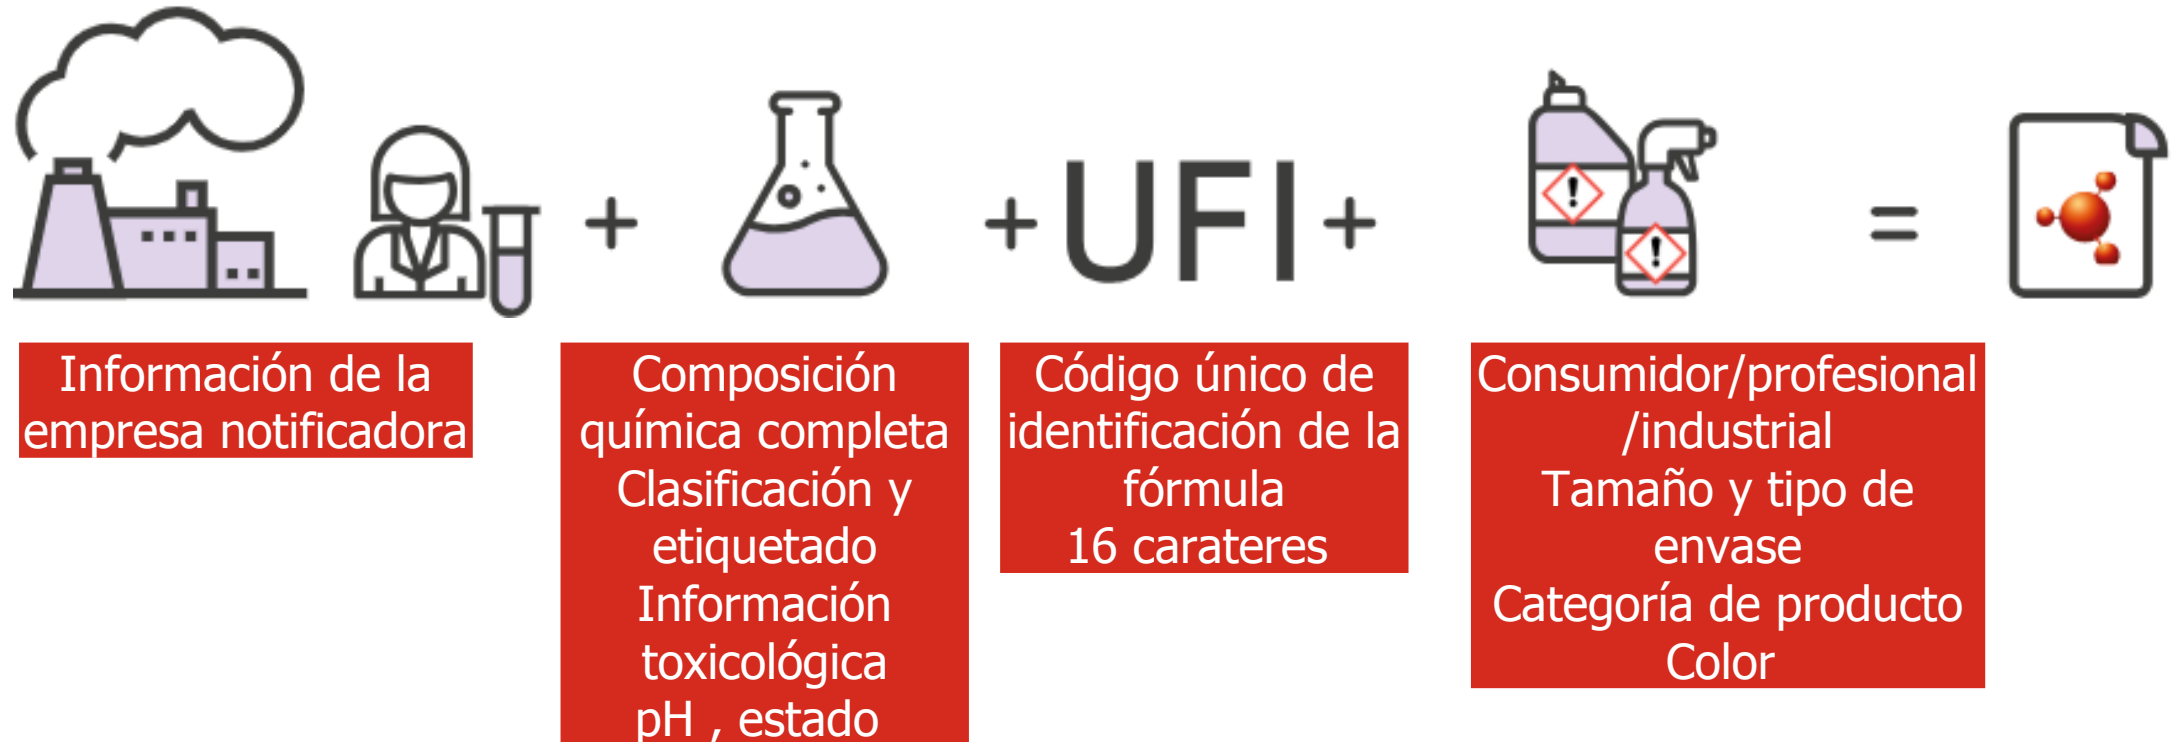 + + UFI + =
Información de la
empresa notificadora
Composición
química completa
Clasificación y
etiquetado
Información
toxicológica
pH , estado
Código único de
identificación de la
fórmula
16 carateres
Consumidor/profesional
/industrial
Tamaño y tipo de
envase
Categoría de producto
Color